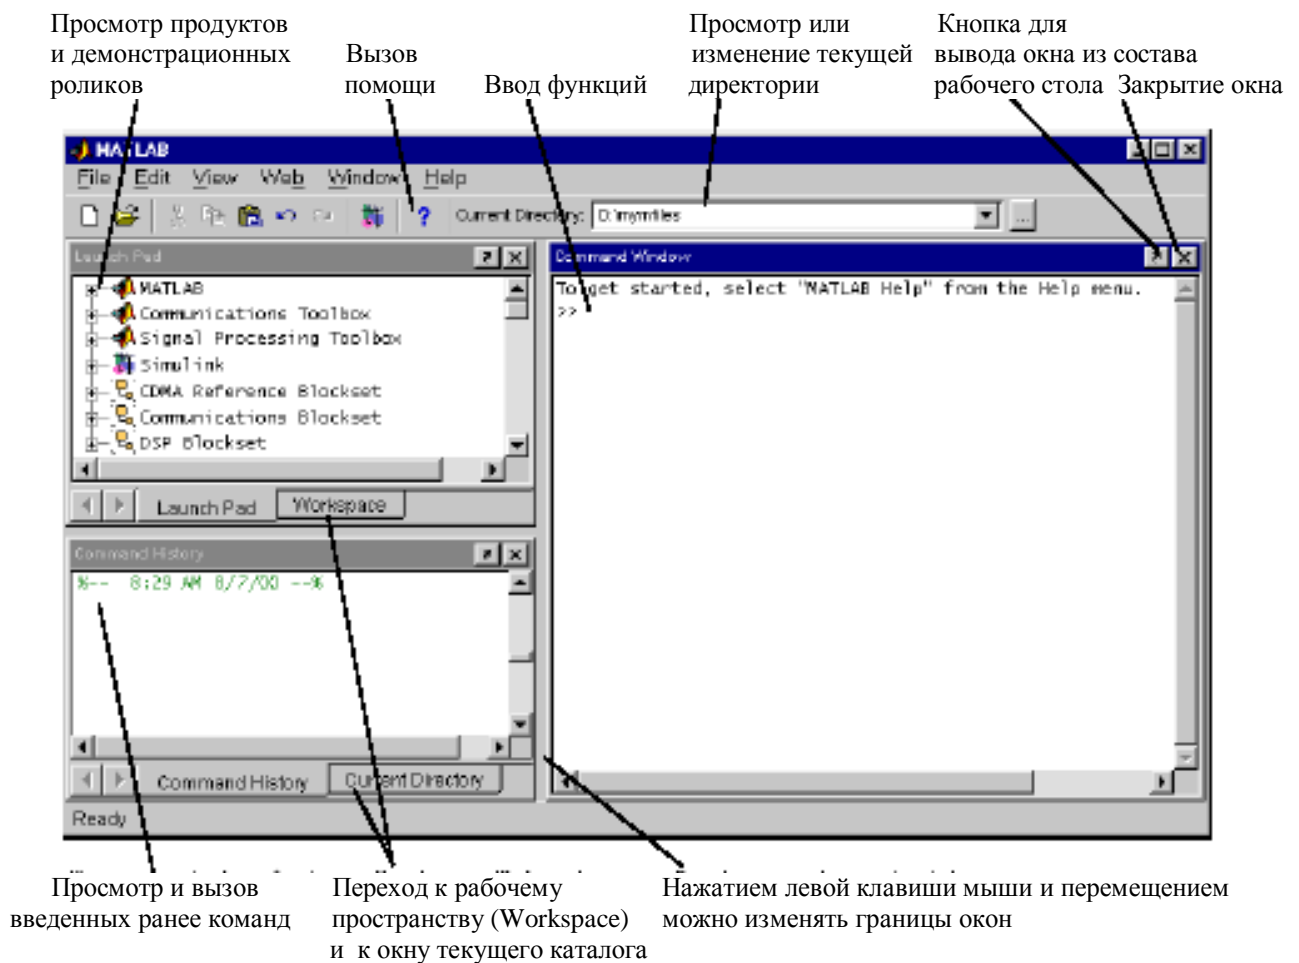 Просмотр продуктов
и демонстрационных
роликов
Вызов
помощи
Ввод функций
Просмотр или
изменение текущей
директории
Кнопка для
вывода окна из состава
рабочего стола
Закрытие окна
MATLAB
File Edit View Web Window Help
Current Directory: D:\mymfiles
Launch Pad
MATLAB
Communications Toolbox
Signal Processing Toolbox
Simulink
CDMA Reference Blockset
Communications Blockset
DSP Blockset
Launch Pad Workspace
Command Window
To get started, select "MATLAB Help" from the Help menu.
>>
Command History
%-- 8:29 AM 8/7/00 --%
Command History Current Directory
Ready
Просмотр и вызов
введенных ранее команд
Переход к рабочему
пространству (Workspace)
и к окну текущего каталога
Нажатием левой клавиши мыши и перемещением
можно изменять границы окон